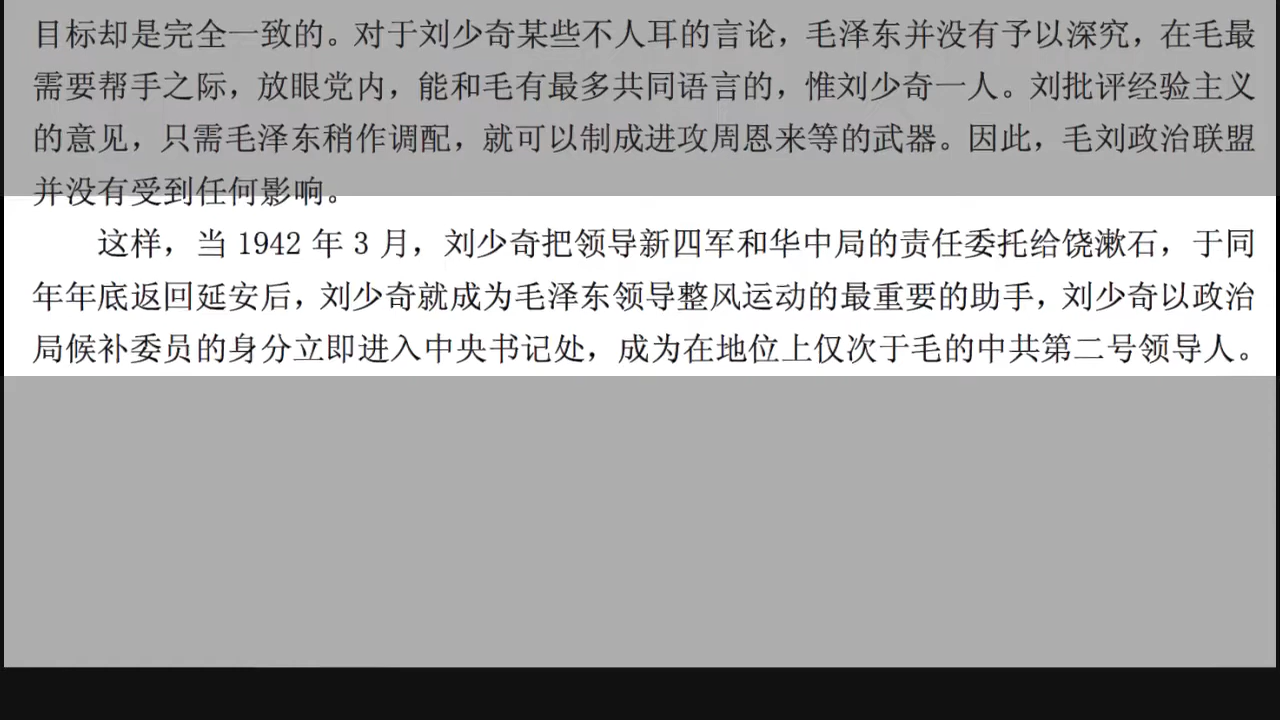 目标却是完全一致的。对于刘少奇某些不人耳的言论，毛泽东并没有予以深究，在毛最
需要帮手之际，放眼党内，能和毛有最多共同语言的，惟刘少奇一人。刘批评经验主义
的意见，只需毛泽东稍作调配，就可以制成进攻周恩来等的武器。因此，毛刘政治联盟
并没有受到任何影响。
这样，当 1942 年 3 月，刘少奇把领导新四军和华中局的责任委托给饶漱石，于同
年年底返回延安后，刘少奇就成为毛泽东领导整风运动的最重要的助手，刘少奇以政治
局候补委员的身分立即进入中央书记处，成为在地位上仅次于毛的中共第二号领导人。